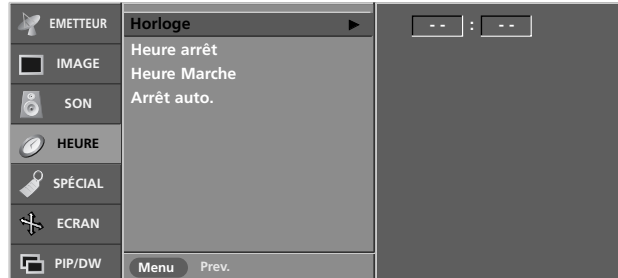 EMETTEUR
IMAGE
SON
HEURE
SPÉCIAL
ECRAN
PIP/DW
Horloge
Heure arrêt
Heure Marche
Arrêt auto.
Menu Prev.
- - : - -